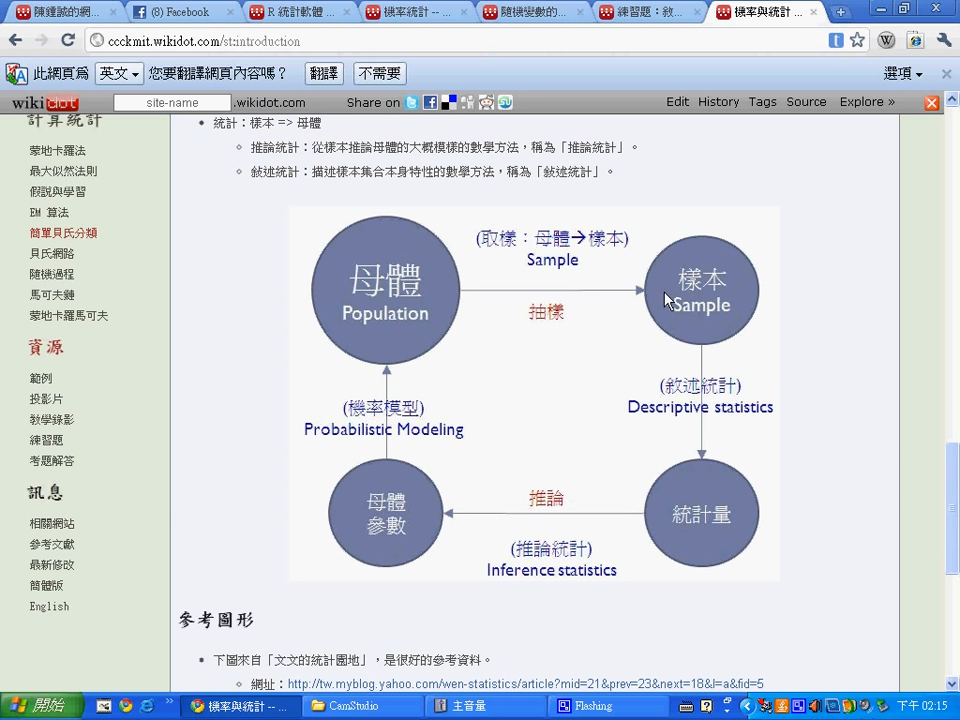 陳鍾誠的網...
(8) Facebook
R 統計軟體 ...
機率統計 -- ...
隨機變數的...
練習題：敘...
機率與統計 ...
ccckmit.wikidot.com/st:introduction
此網頁為 英文 您要翻譯網頁內容嗎？ 翻譯 不需要 選項
wikidot site-name .wikidot.com Share on Edit History Tags Source Explore »
計算統計
蒙地卡羅法
最大似然法則
假說與學習
EM 算法
簡單貝氏分類
貝氏網路
隨機過程
馬可夫鏈
蒙地卡羅馬可夫
資源
範例
投影片
教學錄影
練習題
考題解答
訊息
相關網站
參考文獻
最新修改
簡體版
English
統計：樣本 => 母體
推論統計：從樣本推論母體的大概模樣的數學方法，稱為「推論統計」。
敘述統計：描述樣本集合本身特性的數學方法，稱為「敘述統計」。
母體
Population
(取樣：母體→樣本)
Sample
抽樣
樣本
Sample
(敘述統計)
Descriptive statistics
(機率模型)
Probabilistic Modeling
母體
參數
推論
(推論統計)
Inference statistics
統計量
參考圖形
下圖來自「文文的統計園地」，是很好的參考資料。
網址：http://tw.myblog.yahoo.com/wen-statistics/article?mid=21&prev=23&next=18&l=a&fid=5
開始
機率與統計 -- ...
CamStudio
主音量
Flashing
下午 02:15